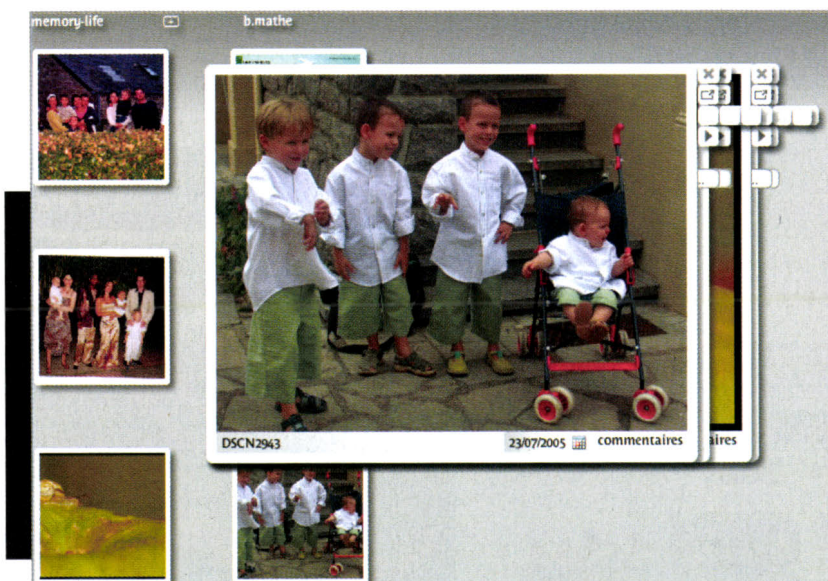 memory-life
b.mathe
DSCN2943
23/07/2005
commentaires
aires